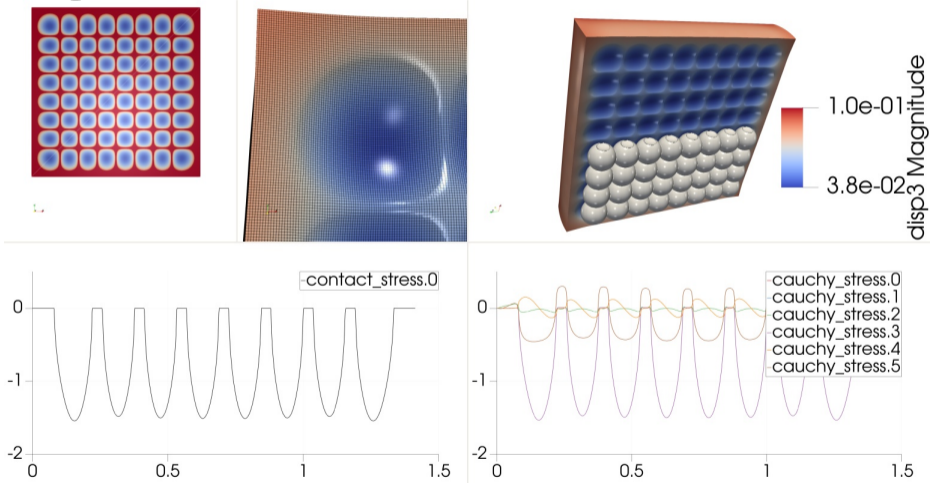 1.0e-01
3.8e-02
disp3 Magnitude
contact_stress.0
0
-1
-2
0
0.5
1
1.5
cauchy_stress.0
cauchy_stress.1
cauchy_stress.2
cauchy_stress.3
cauchy_stress.4
cauchy_stress.5
0
-1
-2
0
0.5
1
1.5